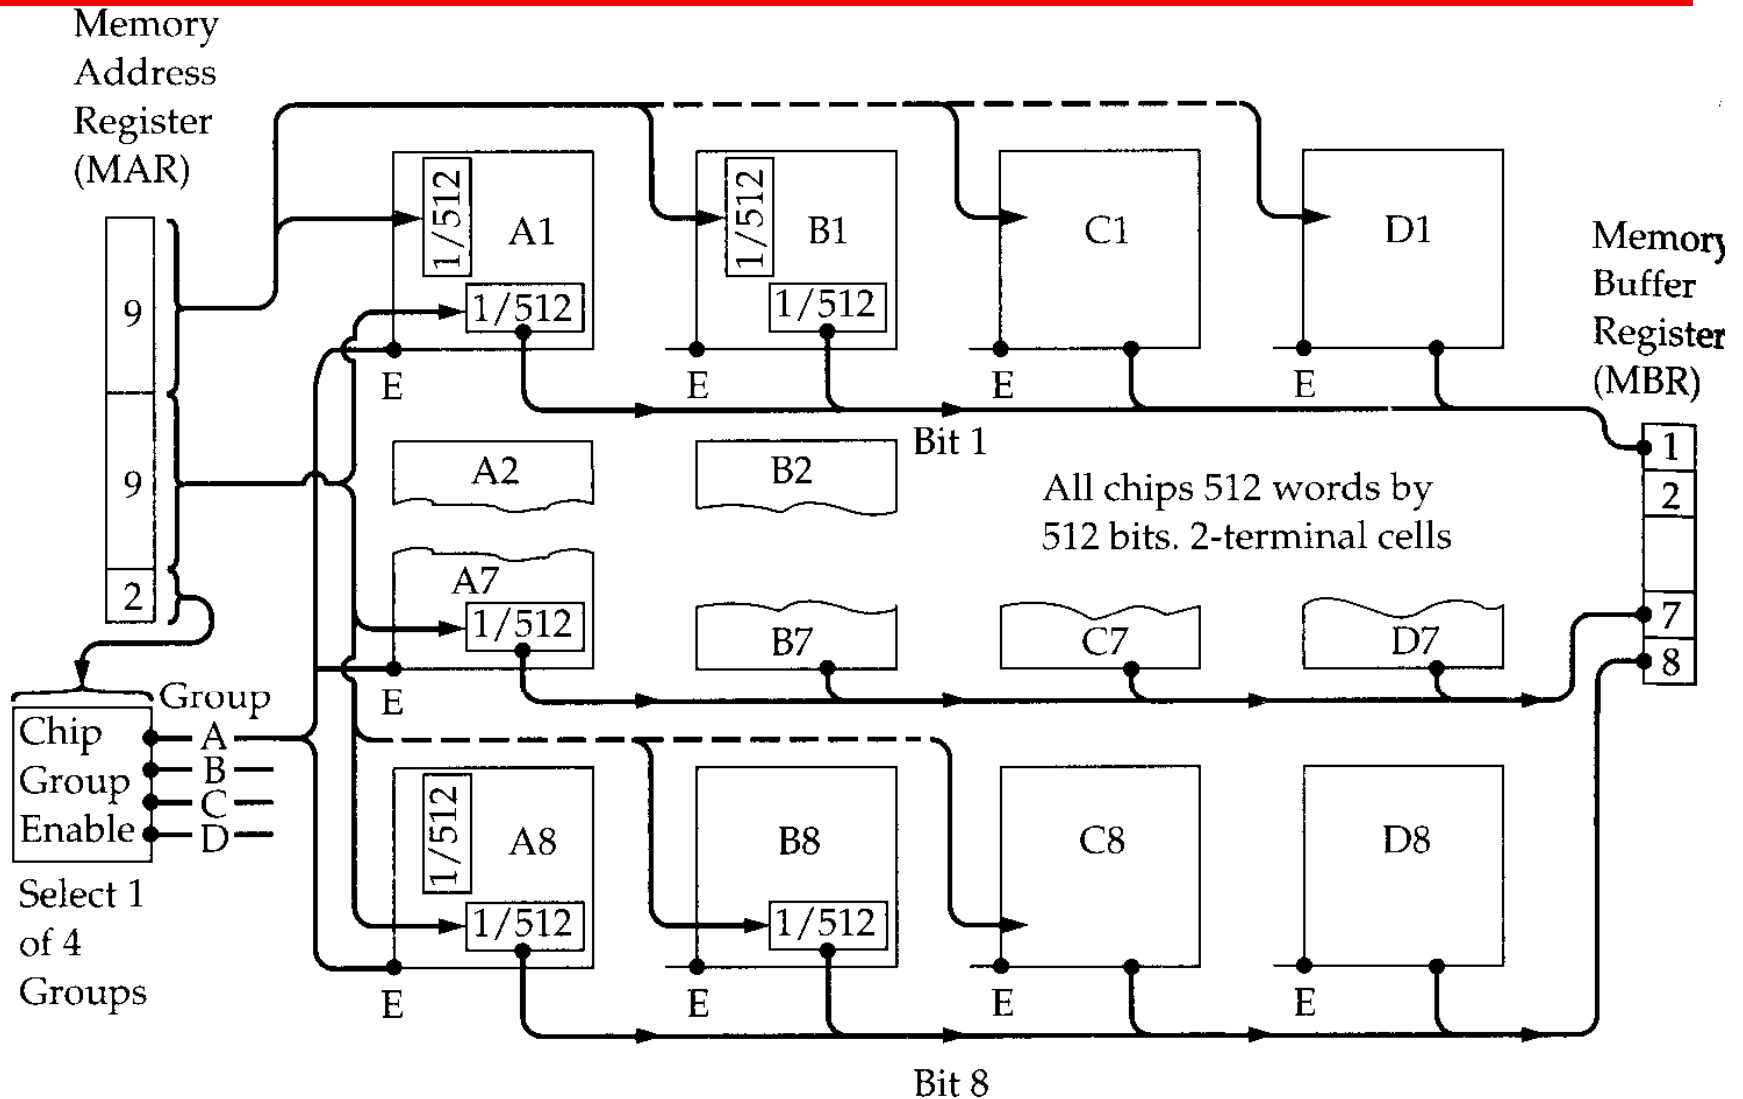 Memory
Address
Register
(MAR)
9
9
2
Group
Chip
Group
Enable
A
B
C
D
Select 1
of 4
Groups
1/512
A1
1/512
E
1/512
B1
1/512
E
C1
E
D1
E
Bit 1
A2
B2
All chips 512 words by
512 bits. 2-terminal cells
A7
1/512
E
B7
C7
D7
1/512
A8
1/512
E
B8
1/512
E
C8
E
D8
E
Bit 8
Memory
Buffer
Register
(MBR)
1
2
7
8